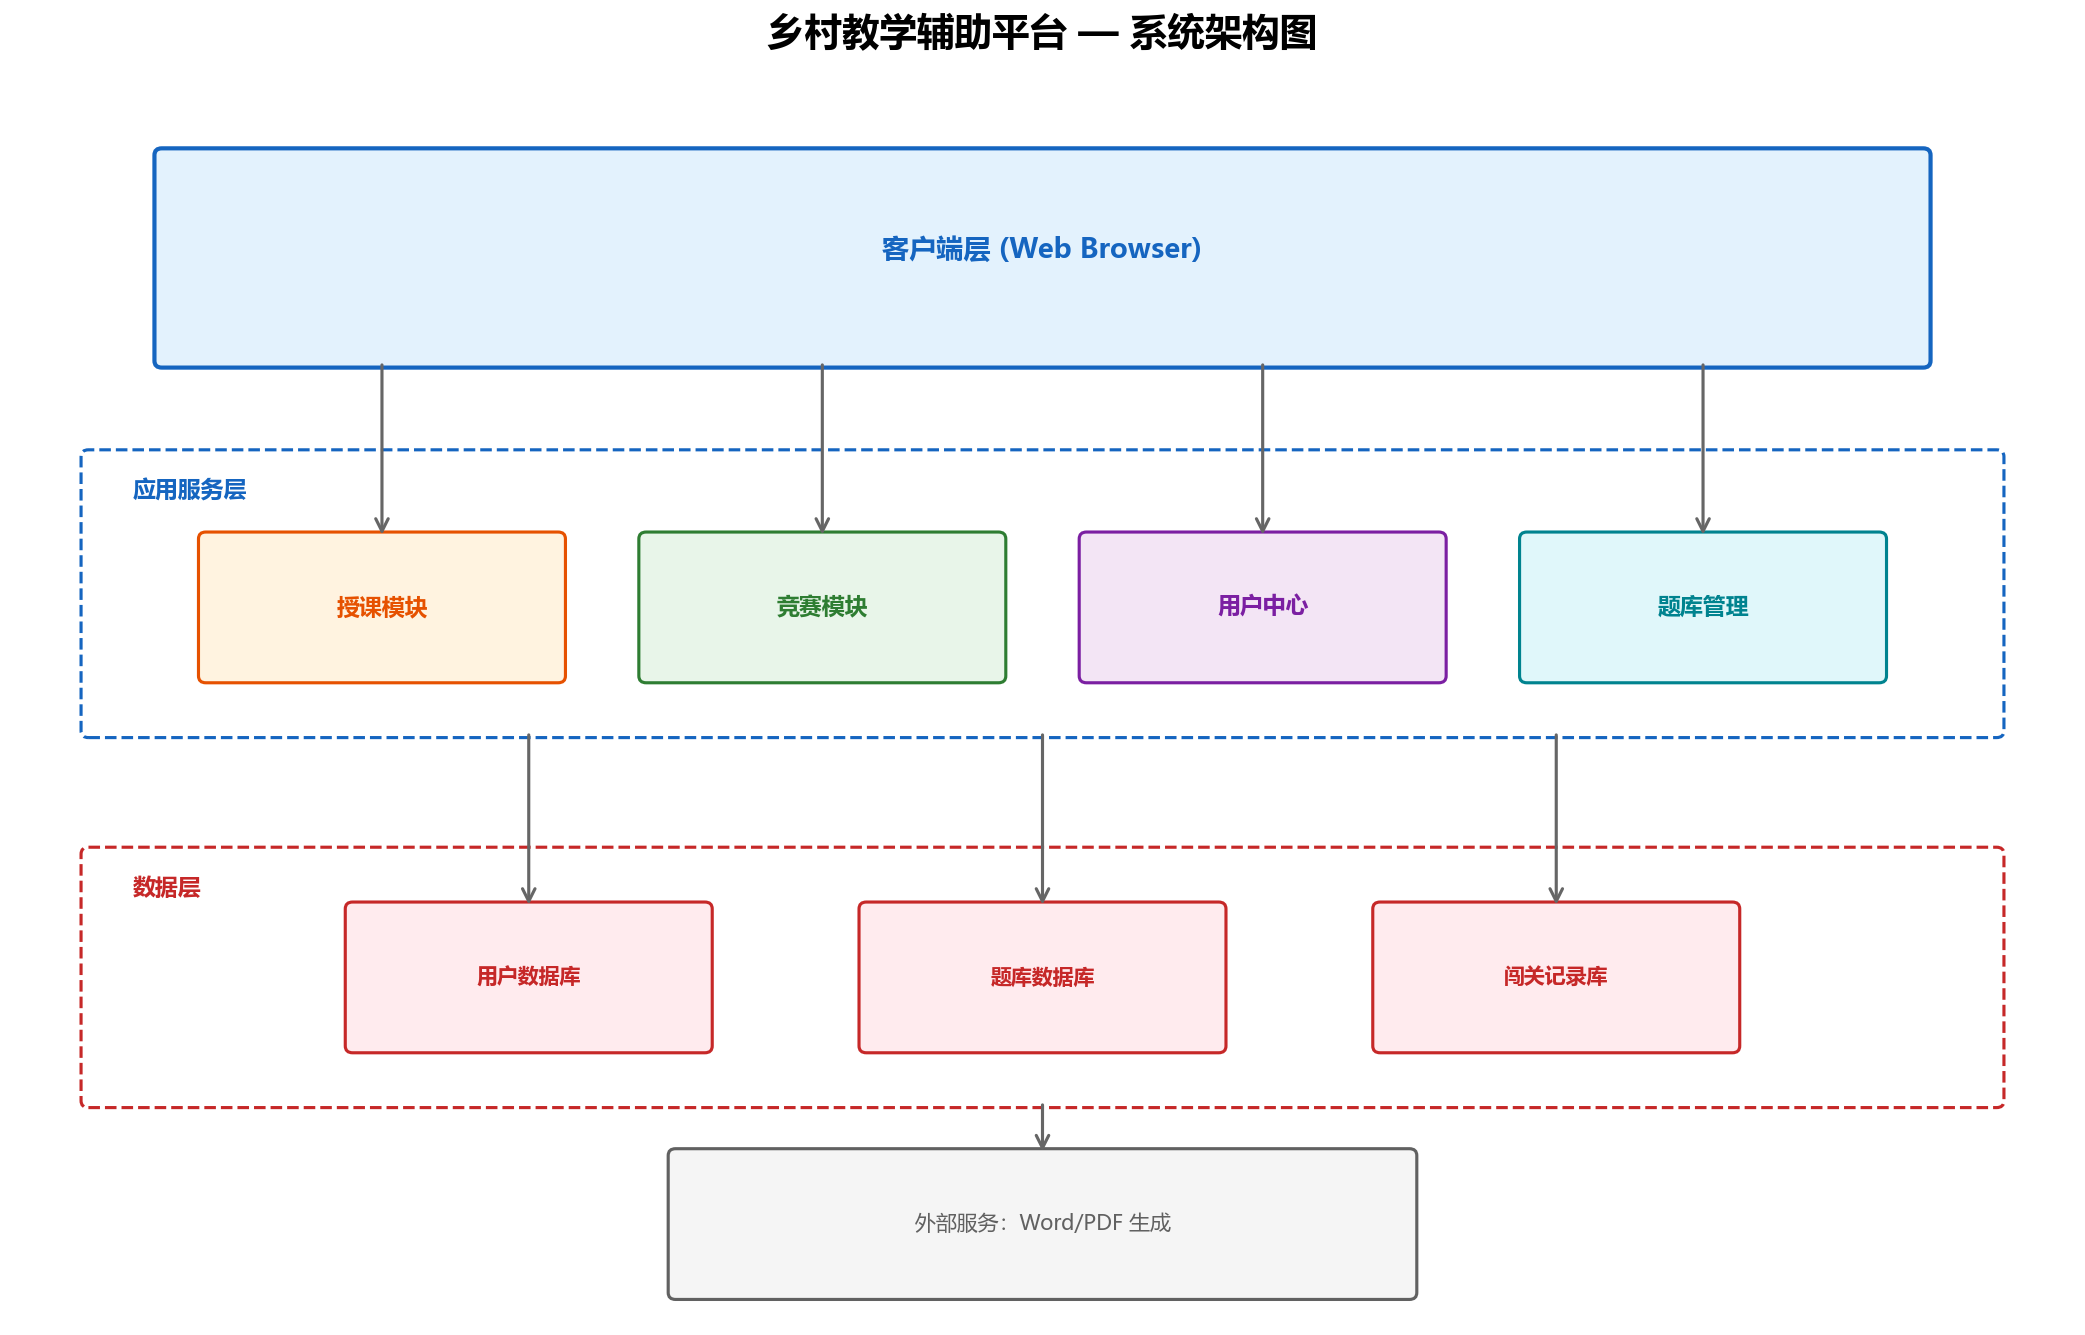 乡村教学辅助平台 — 系统架构图
客户端层 (Web Browser)
应用服务层
授课模块
竞赛模块
用户中心
题库管理
数据层
用户数据库
题库数据库
闯关记录库
外部服务：Word/PDF 生成